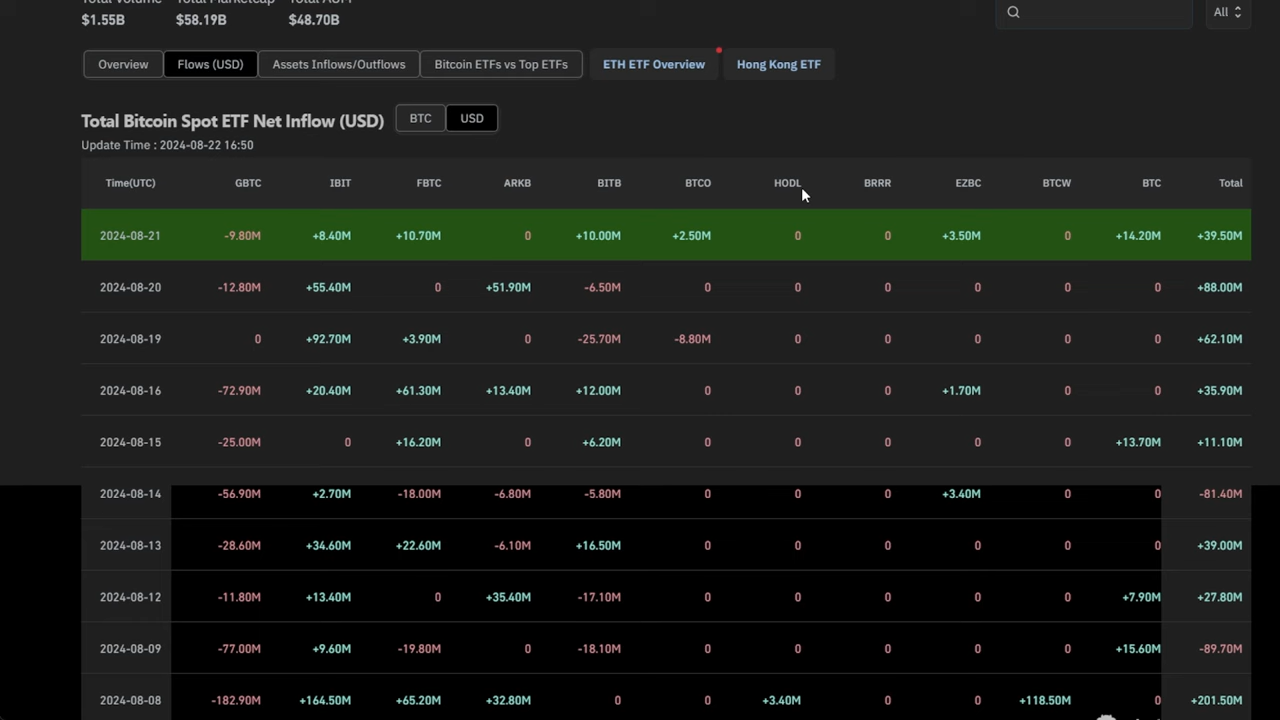 Total Volume Total Marketcap Total AUM
$1.55B $58.19B $48.70B
All
Overview Flows (USD) Assets Inflows/Outflows Bitcoin ETFs vs Top ETFs ETH ETF Overview Hong Kong ETF
Total Bitcoin Spot ETF Net Inflow (USD) BTC USD
Update Time : 2024-08-22 16:50
Time(UTC) GBTC IBIT FBTC ARKB BITB BTCO HODL BRRR EZBC BTCW BTC Total
2024-08-21 -9.80M +8.40M +10.70M 0 +10.00M +2.50M 0 0 +3.50M 0 +14.20M +39.50M
2024-08-20 -12.80M +55.40M 0 +51.90M -6.50M 0 0 0 0 0 0 +88.00M
2024-08-19 0 +92.70M +3.90M 0 -25.70M -8.80M 0 0 0 0 0 +62.10M
2024-08-16 -72.90M +20.40M +61.30M +13.40M +12.00M 0 0 0 +1.70M 0 0 +35.90M
2024-08-15 -25.00M 0 +16.20M 0 +6.20M 0 0 0 0 0 +13.70M +11.10M
2024-08-14 -56.90M +2.70M -18.00M -6.80M -5.80M 0 0 0 +3.40M 0 0 -81.40M
2024-08-13 -28.60M +34.60M +22.60M -6.10M +16.50M 0 0 0 0 0 0 +39.00M
2024-08-12 -11.80M +13.40M 0 +35.40M -17.10M 0 0 0 0 0 +7.90M +27.80M
2024-08-09 -77.00M +9.60M -19.80M 0 -18.10M 0 0 0 0 0 +15.60M -89.70M
2024-08-08 -182.90M +164.50M +65.20M +32.80M 0 0 +3.40M 0 0 +118.50M 0 +201.50M